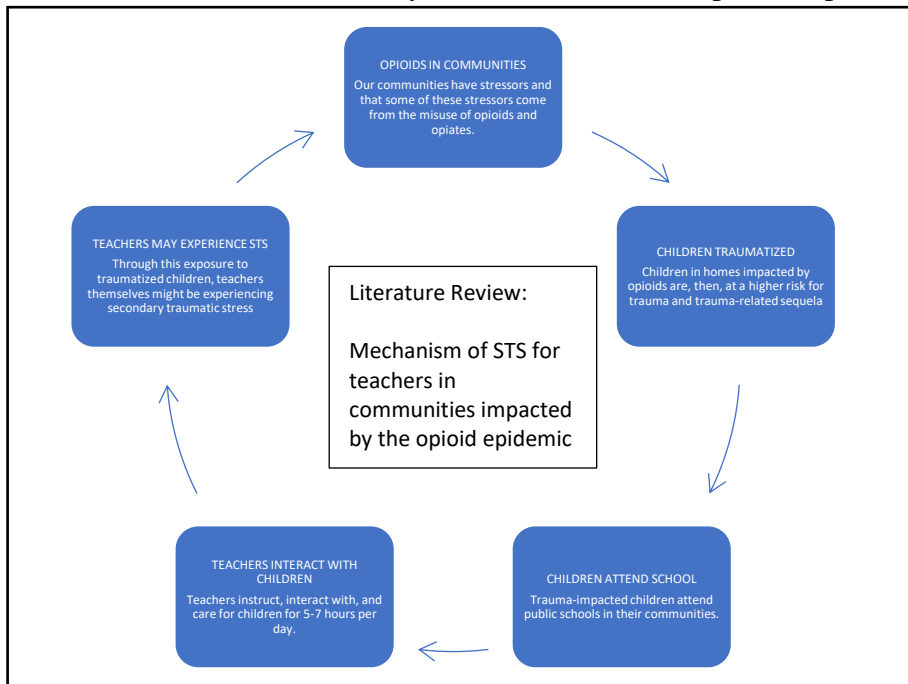 OPIOIDS IN COMMUNITIES
Our communities have stressors and
that some of these stressors come
from the misuse of opioids and
opiates.
CHILDREN TRAUMATIZED
Children in homes impacted by
opioids are, then, at a higher risk for
trauma and trauma-related sequela
CHILDREN ATTEND SCHOOL
Trauma-impacted children attend
public schools in their communities.
TEACHERS INTERACT WITH
CHILDREN
Teachers instruct, interact with, and
care for children for 5-7 hours per
day.
TEACHERS MAY EXPERIENCE STS
Through this exposure to
traumatized children, teachers
themselves might be experiencing
secondary traumatic stress
Literature Review:
Mechanism of STS for
teachers in
communities impacted
by the opioid epidemic